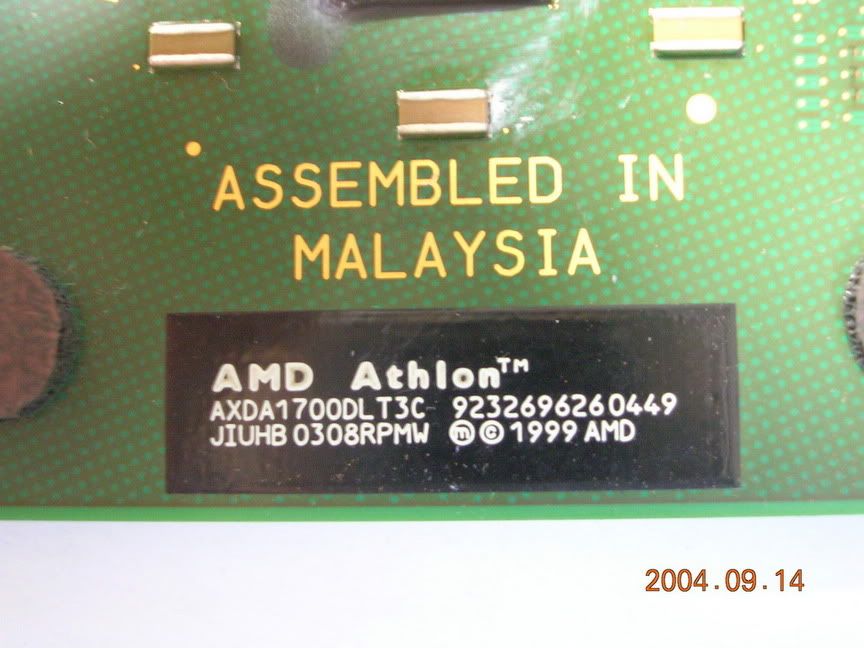 ASSEMBLED IN
MALAYSIA
AMD Athlon™
AXDA1700DLT3C 9232696260449
JIUHB 0308RPMW ⓜ © 1999 AMD
2004.09.14